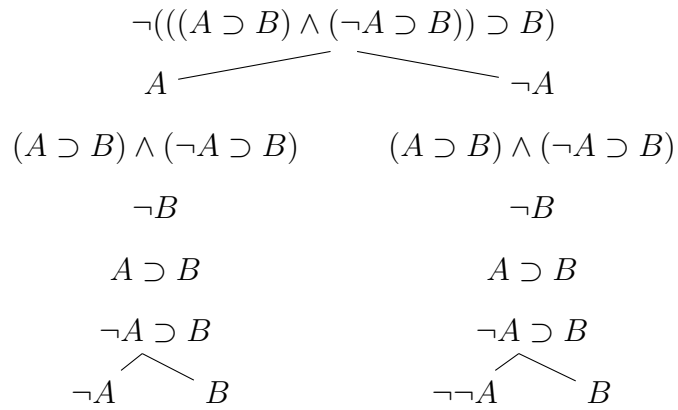 ¬(((A ⊃ B) ∧ (¬A ⊃ B)) ⊃ B)
A ¬A
(A ⊃ B) ∧ (¬A ⊃ B) (A ⊃ B) ∧ (¬A ⊃ B)
¬B ¬B
A ⊃ B A ⊃ B
¬A ⊃ B ¬A ⊃ B
¬A B ¬¬A B